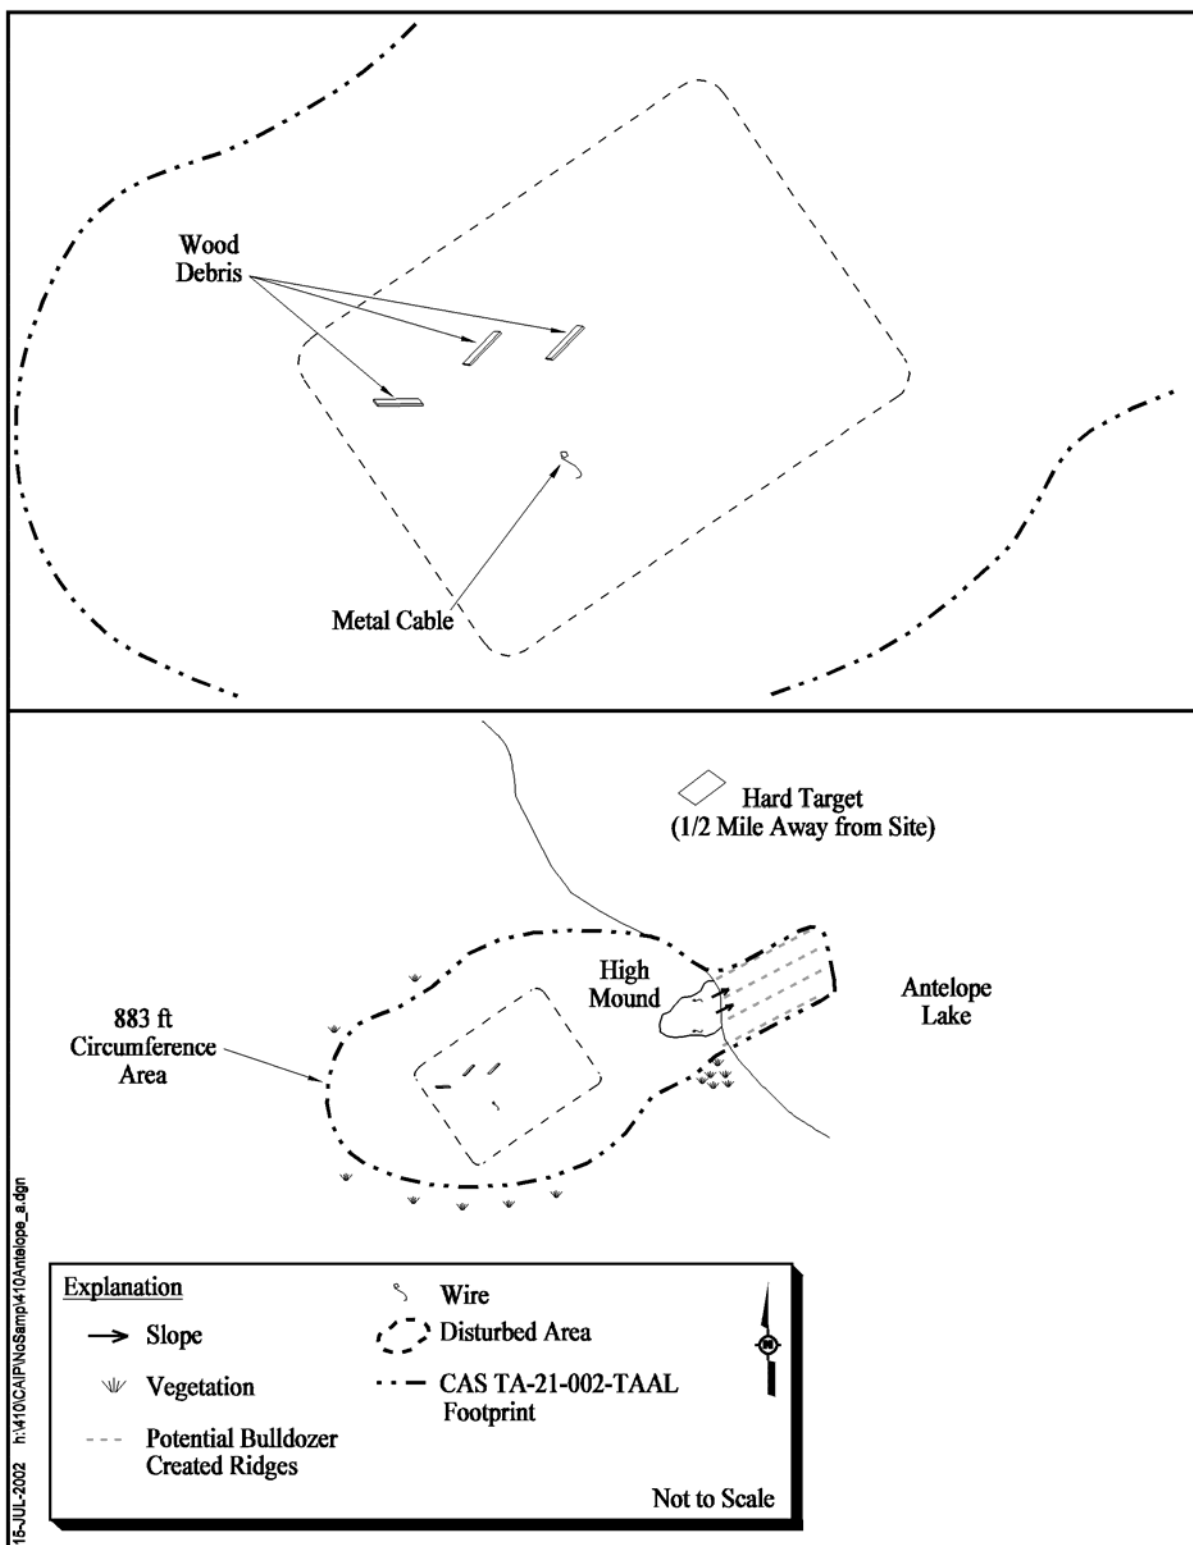 Wood
Debris
Metal Cable
Hard Target
(1/2 Mile Away from Site)
High
Mound
Antelope
Lake
883 ft
Circumference
Area
Explanation
Slope
Vegetation
Potential Bulldozer
Created Ridges
Wire
Disturbed Area
CAS TA-21-002-TAAL
Footprint
N
Not to Scale
15-JUL-2002 h:\410\CAIP\NoSamp\410Antelope_a.dgn